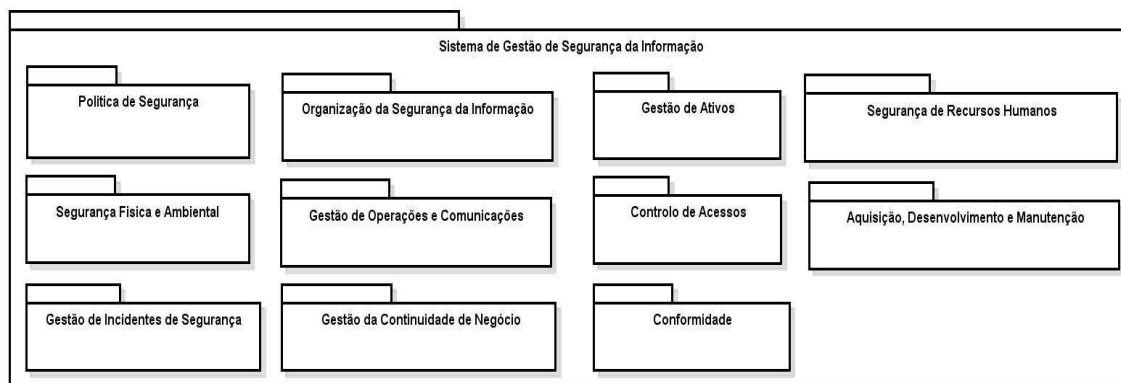 Sistema de Gestão de Segurança da Informação
Politica de Segurança
Organização da Segurança da Informação
Gestão de Ativos
Segurança de Recursos Humanos
Segurança Fisica e Ambiental
Gestão de Operações e Comunicações
Controlo de Acessos
Aquisição, Desenvolvimento e Manutenção
Gestão de Incidentes de Segurança
Gestão da Continuidade de Negócio
Conformidade